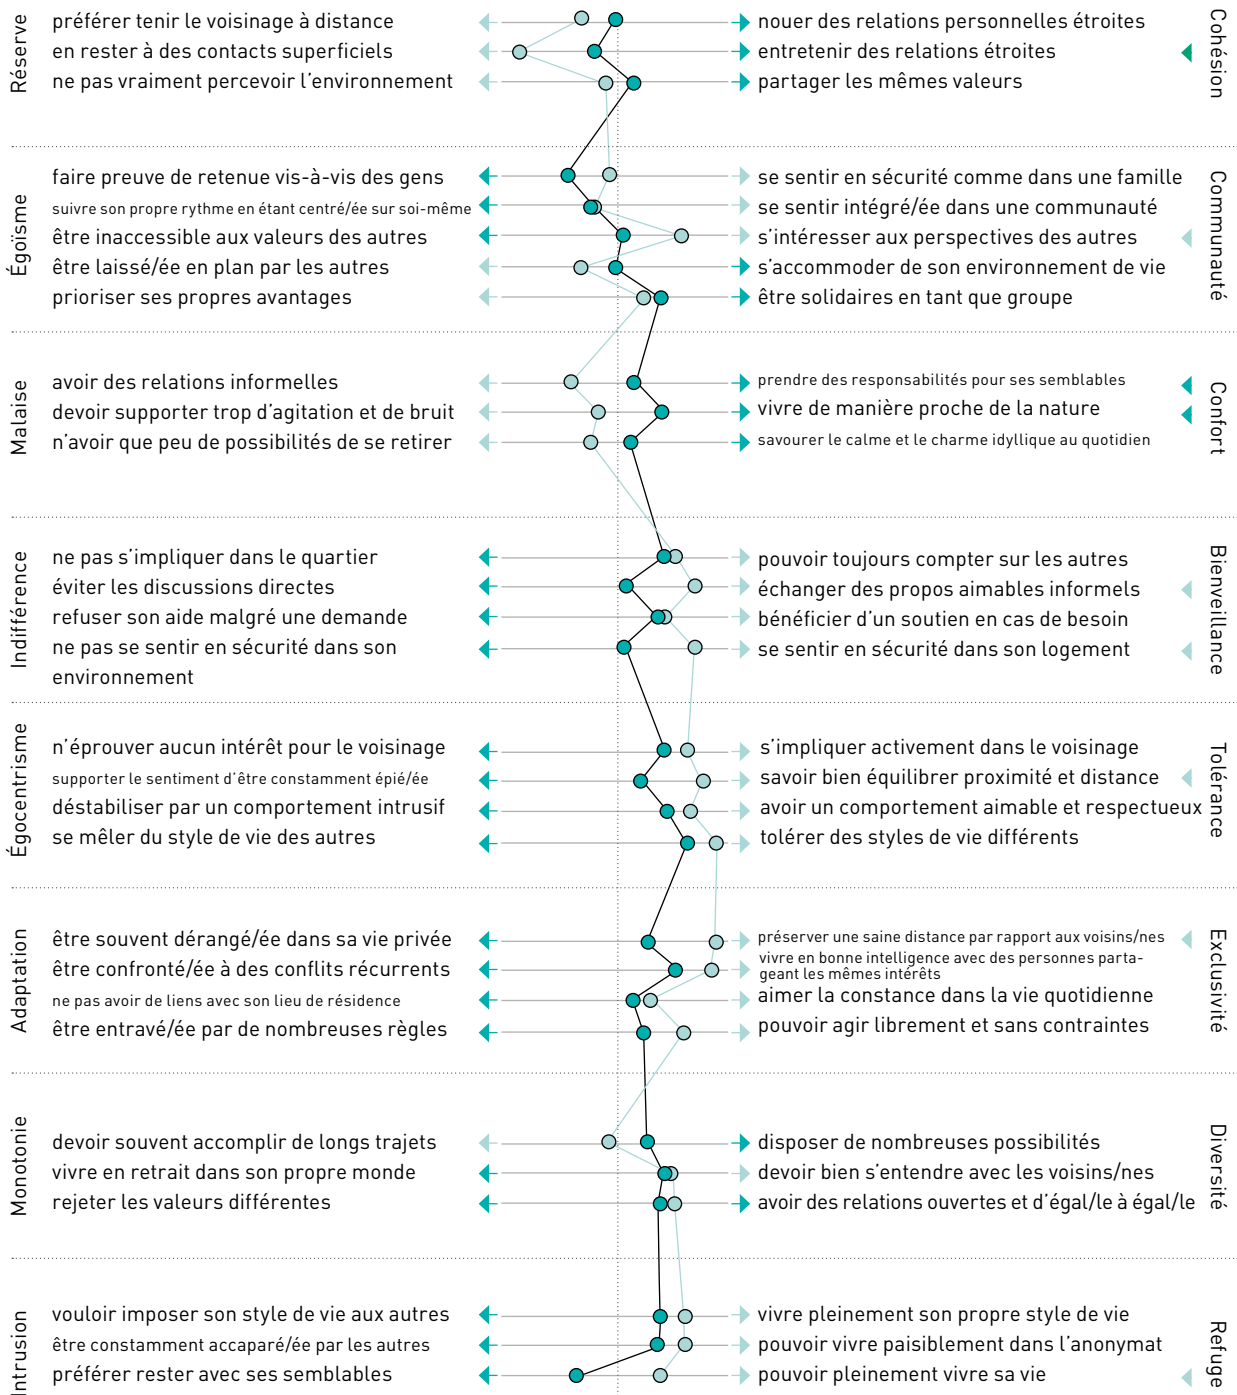 Réserve
préférer tenir le voisinage à distance
nouer des relations personnelles étroites
en rester à des contacts superficiels
entretenir des relations étroites
ne pas vraiment percevoir l'environnement
partager les mêmes valeurs
Cohésion
Égoïsme
faire preuve de retenue vis-à-vis des gens
se sentir en sécurité comme dans une famille
suivre son propre rythme en étant centré/ée sur soi-même
se sentir intégré/ée dans une communauté
être inaccessible aux valeurs des autres
s'intéresser aux perspectives des autres
être laissé/ée en plan par les autres
s'accommoder de son environnement de vie
prioriser ses propres avantages
être solidaires en tant que groupe
Communauté
Malaise
avoir des relations informelles
prendre des responsabilités pour ses semblables
devoir supporter trop d'agitation et de bruit
vivre de manière proche de la nature
n'avoir que peu de possibilités de se retirer
savourer le calme et le charme idyllique au quotidien
Confort
Indifférence
ne pas s'impliquer dans le quartier
pouvoir toujours compter sur les autres
éviter les discussions directes
échanger des propos aimables informels
refuser son aide malgré une demande
bénéficier d'un soutien en cas de besoin
ne pas se sentir en sécurité dans son
environnement
se sentir en sécurité dans son logement
Bienveillance
Égocentrisme
n'éprouver aucun intérêt pour le voisinage
s'impliquer activement dans le voisinage
supporter le sentiment d'être constamment épié/ée
savoir bien équilibrer proximité et distance
déstabiliser par un comportement intrusif
avoir un comportement aimable et respectueux
se mêler du style de vie des autres
tolérer des styles de vie différents
Tolérance
Adaptation
être souvent dérangé/ée dans sa vie privée
préserver une saine distance par rapport aux voisins/nes
être confronté/ée à des conflits récurrents
vivre en bonne intelligence avec des personnes parta-
geant les mêmes intérêts
ne pas avoir de liens avec son lieu de résidence
aimer la constance dans la vie quotidienne
être entravé/ée par de nombreuses règles
pouvoir agir librement et sans contraintes
Exclusivité
Monotonie
devoir souvent accomplir de longs trajets
disposer de nombreuses possibilités
vivre en retrait dans son propre monde
devoir bien s'entendre avec les voisins/nes
rejeter les valeurs différentes
avoir des relations ouvertes et d'égal/le à égal/le
Diversité
Intrusion
vouloir imposer son style de vie aux autres
vivre pleinement son propre style de vie
être constamment accaparé/ée par les autres
pouvoir vivre paisiblement dans l'anonymat
préférer rester avec ses semblables
pouvoir pleinement vivre sa vie
Refuge